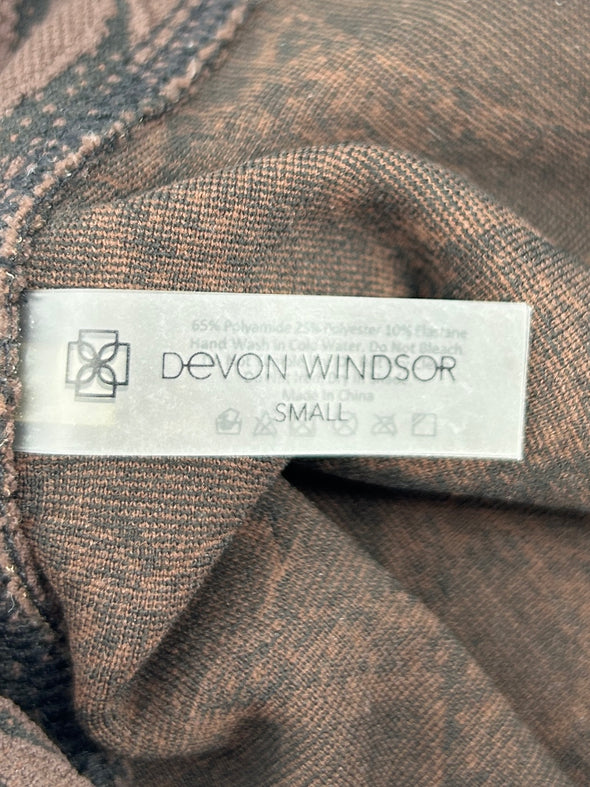 65% Polyamide 25% Polyester 10% Elastane
Hand Wash in Cold Water, Do Not Bleach
DeVON WINDSOR
Made in China
SMALL